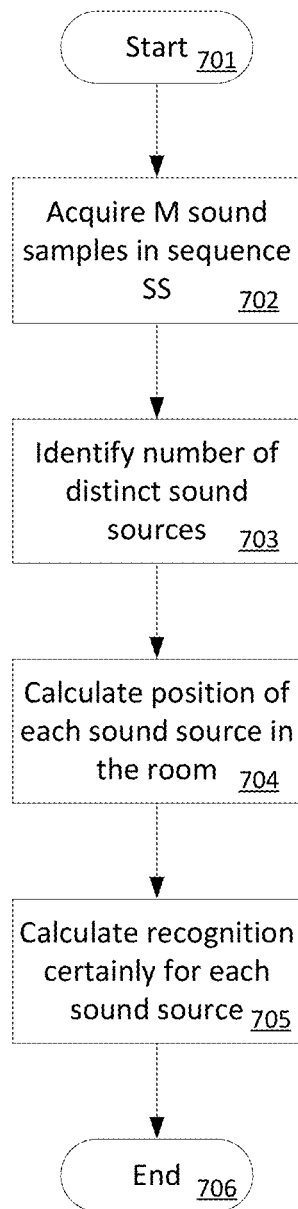 Start 701
Acquire M sound
samples in sequence
SS 702
Identify number of
distinct sound
sources 703
Calculate position of
each sound source in
the room 704
Calculate recognition
certainly for each
sound source 705
End 706